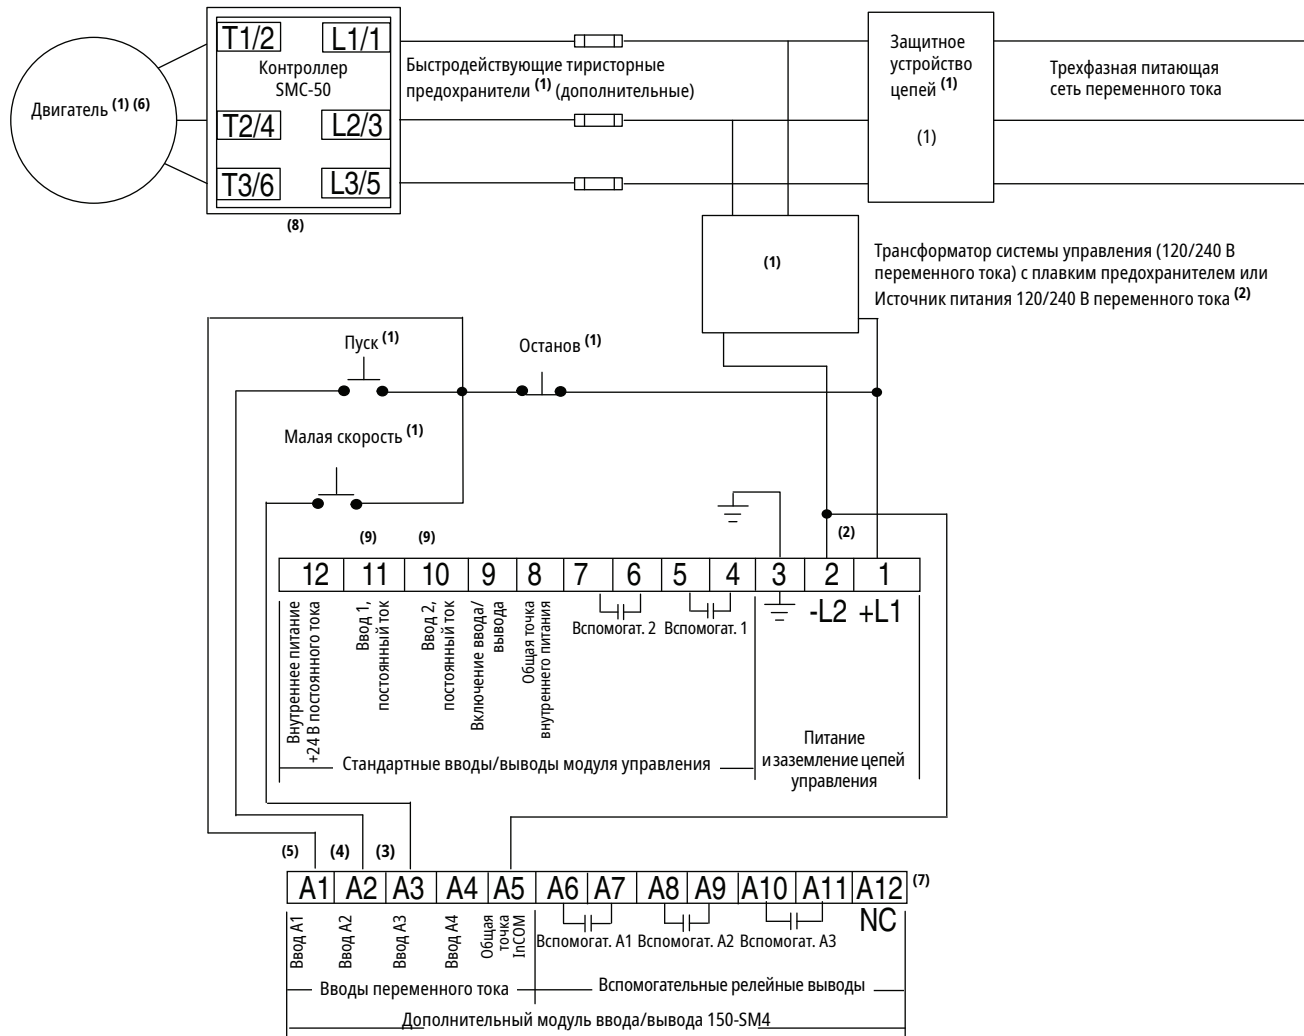 T1/2 L1/1
Контроллер
SMC-50
T2/4 L2/3
T3/6 L3/5
(8)
Двигатель (1) (6)
Быстродействующие тиристорные
предохранители (1) (дополнительные)
Защитное
устройство
цепей (1)
(1)
Трехфазная питающая
сеть переменного тока
(1)
Трансформатор системы управления (120/240 В
переменного тока) с плавким предохранителем или
Источник питания 120/240 В переменного тока (2)
Пуск (1)
Останов (1)
Малая скорость (1)
(9) (9) (2)
12 11 10 9 8 7 6 5 4 3 2 1
-L2 +L1
Внутреннее питание
+24 В постоянного тока
Ввод 1,
постоянный ток
Ввод 2,
постоянный ток
Включение ввода/
вывода
Общая точка
внутреннего питания
Вспомогат. 2 Вспомогат. 1
Стандартные вводы/выводы модуля управления
Питание
и заземление цепей
управления
(5) (4) (3)
A1 A2 A3 A4 A5 A6 A7 A8 A9 A10 A11 A12 (7)
NC
Ввод A1
Ввод A2
Ввод A3
Ввод A4
Общая
точка
InCOM
Вспомогат. A1 Вспомогат. A2 Вспомогат. A3
Вводы переменного тока
Вспомогательные релейные выводы
Дополнительный модуль ввода/вывода 150-SM4